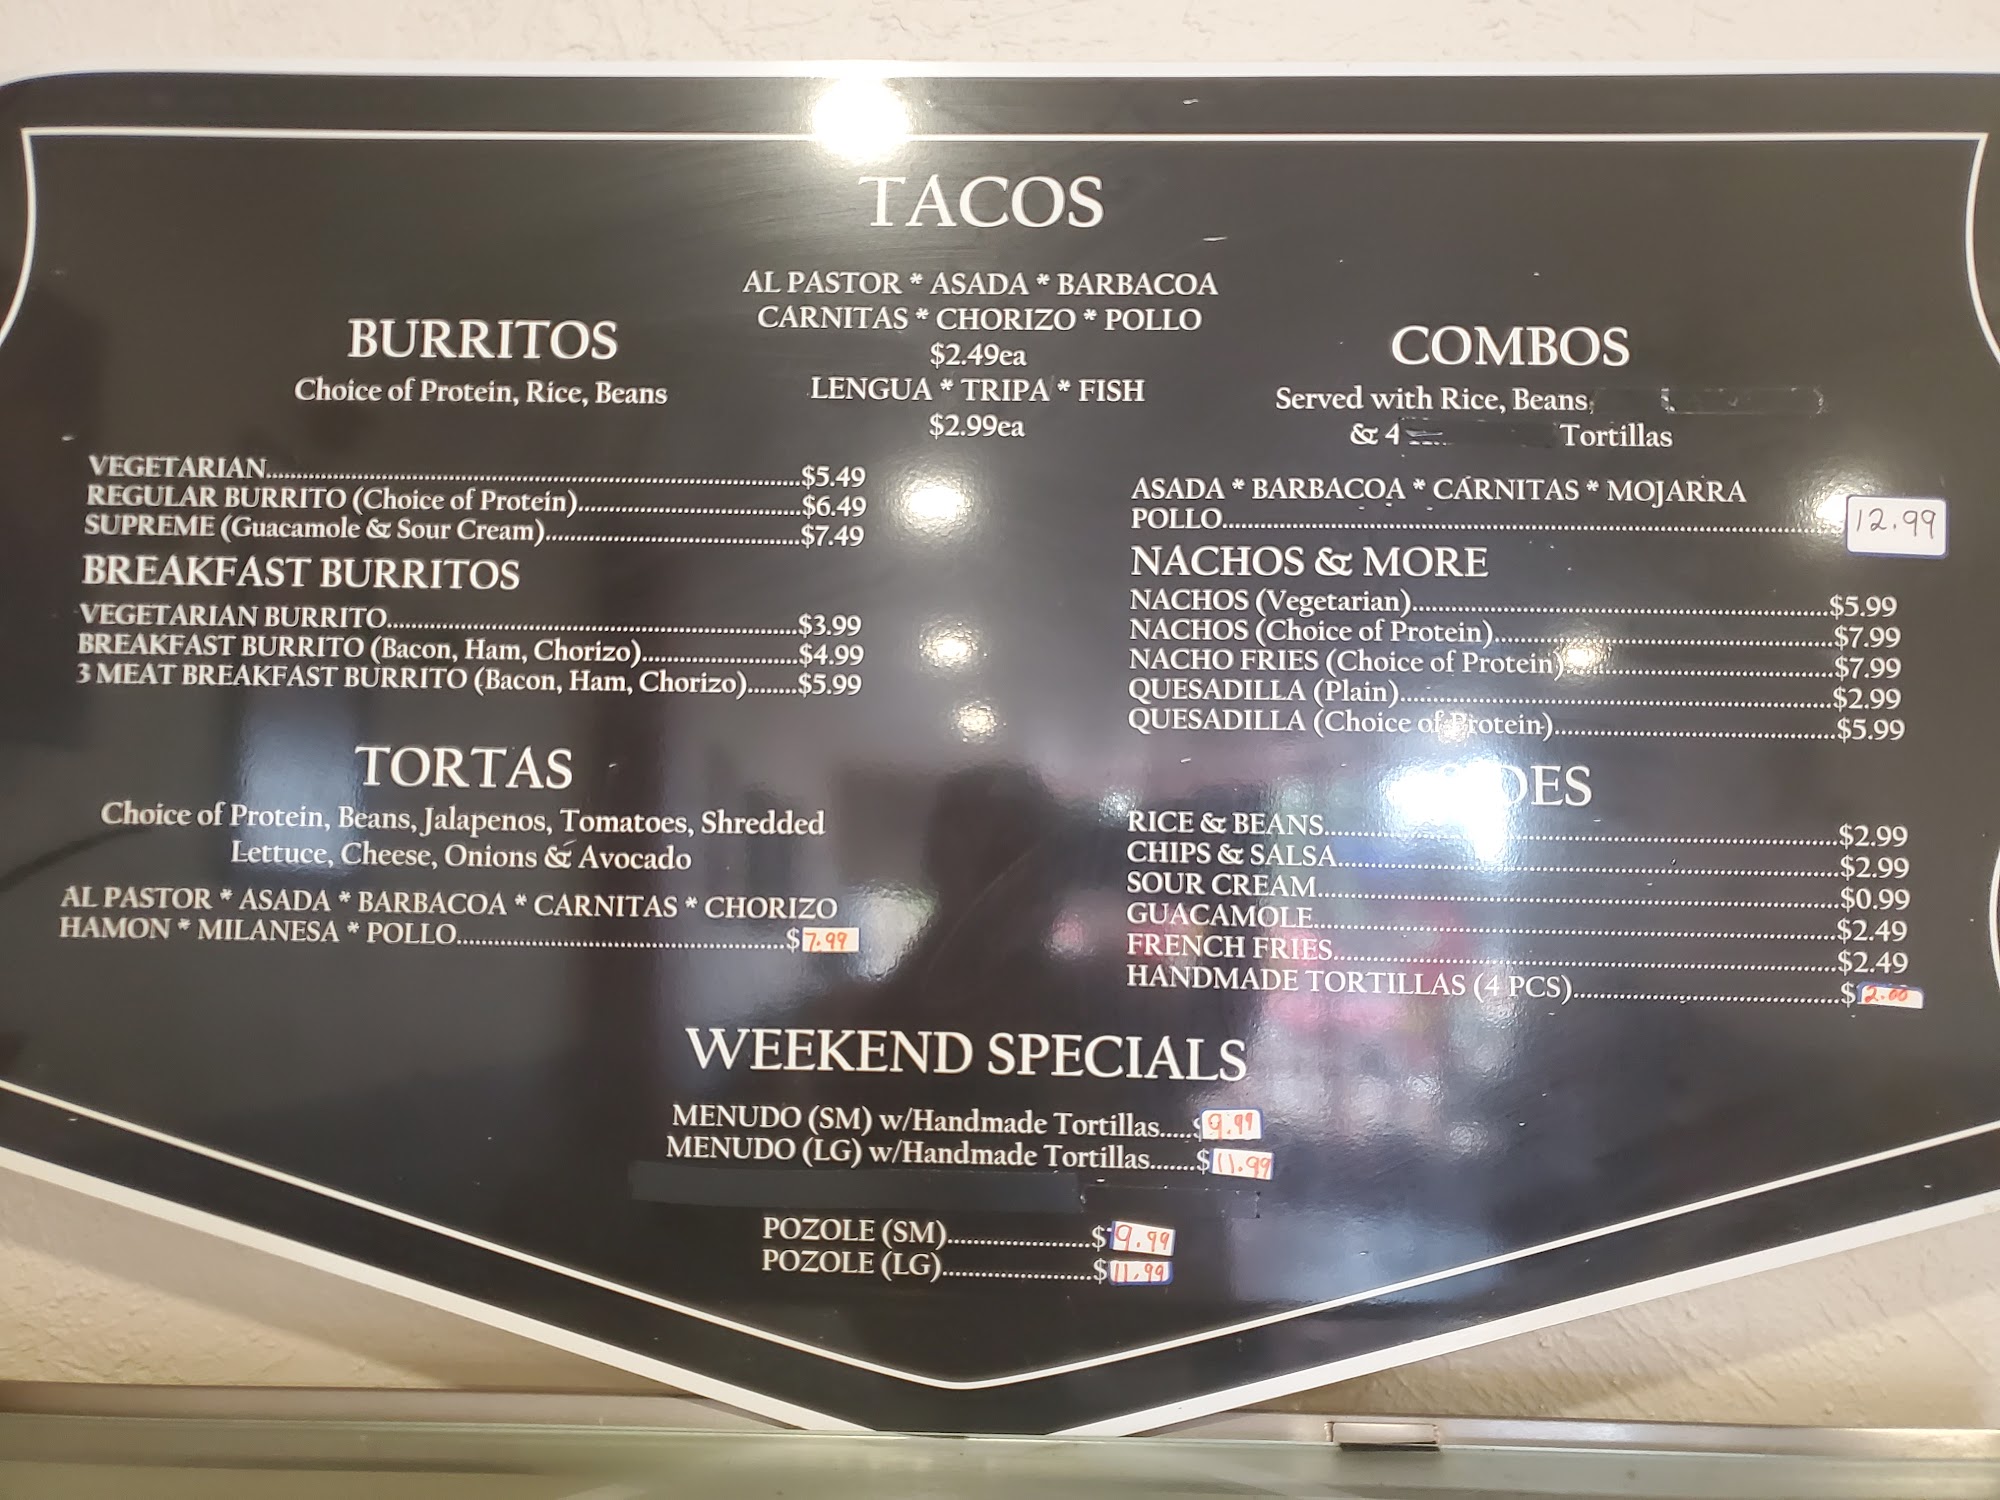 TACOS
AL PASTOR * ASADA * BARBACOA
CARNITAS * CHORIZO * POLLO
$2.49ea
LENGUA * TRIPA * FISH
$2.99ea
BURRITOS
Choice of Protein, Rice, Beans
VEGETARIAN....................$5.49
REGULAR BURRITO (Choice of Protein)....................$6.49
SUPREME (Guacamole & Sour Cream)....................$7.49
BREAKFAST BURRITOS
VEGETARIAN BURRITO....................$3.99
BREAKFAST BURRITO (Bacon, Ham, Chorizo)....................$4.99
3 MEAT BREAKFAST BURRITO (Bacon, Ham, Chorizo)........$5.99
TORTAS
Choice of Protein, Beans, Jalapenos, Tomatoes, Shredded
Lettuce, Cheese, Onions & Avocado
AL PASTOR * ASADA * BARBACOA * CARNITAS * CHORIZO
HAMON * MILANESA * POLLO....................$7.99
COMBOS
Served with Rice, Beans,
& 4 Tortillas
ASADA * BARBACOA * CARNITAS * MOJARRA
POLLO....................12.99
NACHOS & MORE
NACHOS (Vegetarian)....................$5.99
NACHOS (Choice of Protein)....................$7.99
NACHO FRIES (Choice of Protein)....................$7.99
QUESADILLA (Plain)....................$2.99
QUESADILLA (Choice of Protein)....................$5.99
SIDES
RICE & BEANS....................$2.99
CHIPS & SALSA....................$2.99
SOUR CREAM....................$0.99
GUACAMOLE....................$2.49
FRENCH FRIES....................$2.49
HANDMADE TORTILLAS (4 PCS)....................$2.00
WEEKEND SPECIALS
MENUDO (SM) w/Handmade Tortillas.....$9.99
MENUDO (LG) w/Handmade Tortillas.......$11.99
POZOLE (SM)....................$9.99
POZOLE (LG)....................$11.99